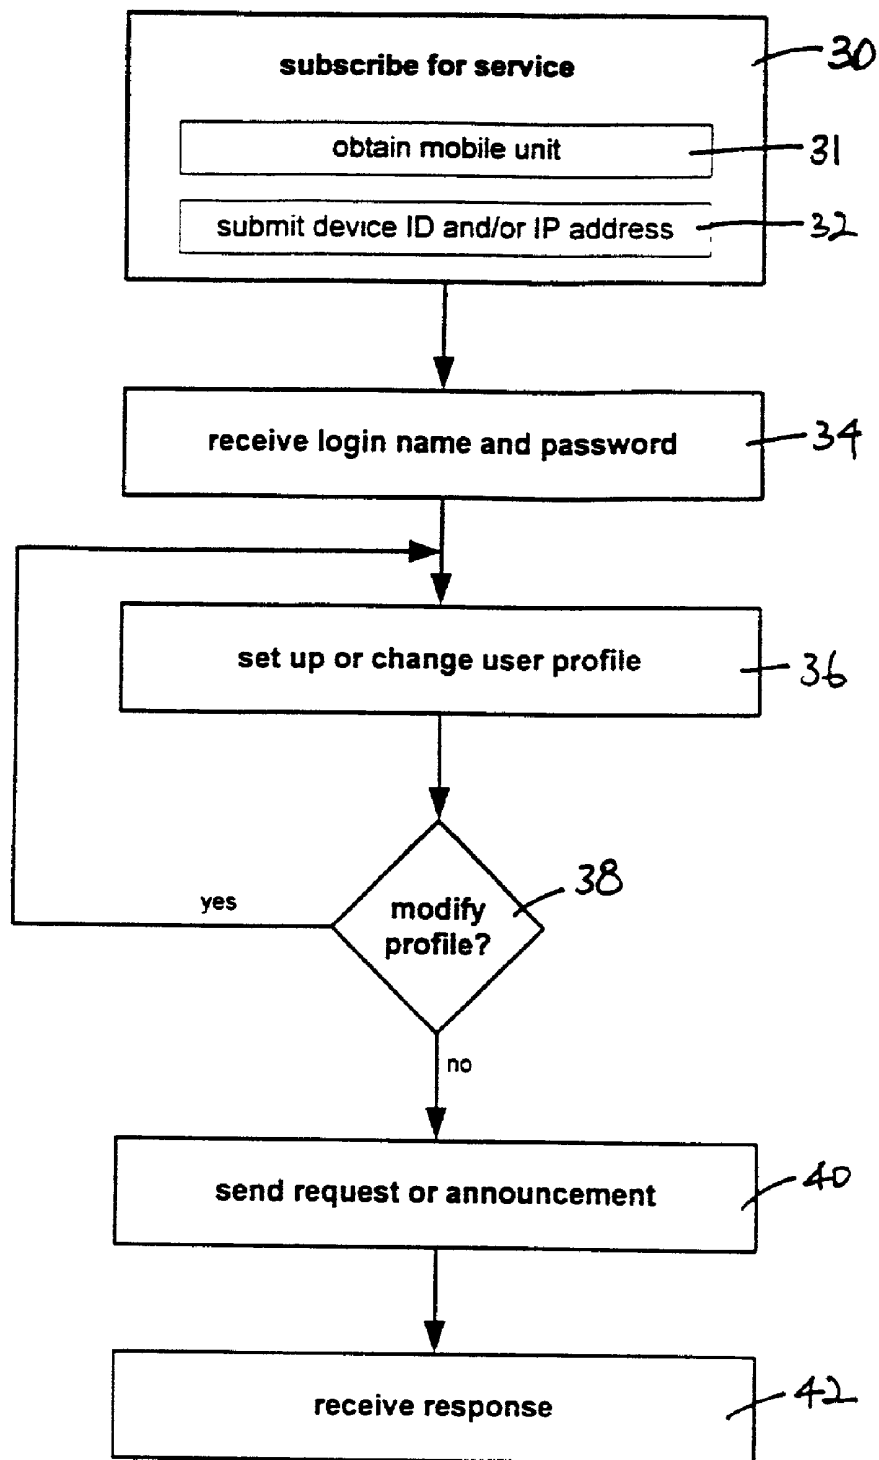 subscribe for service
30
obtain mobile unit
31
submit device ID and/or IP address
32
receive login name and password
34
set up or change user profile
36
modify
profile?
38
yes
no
send request or announcement
40
receive response
42